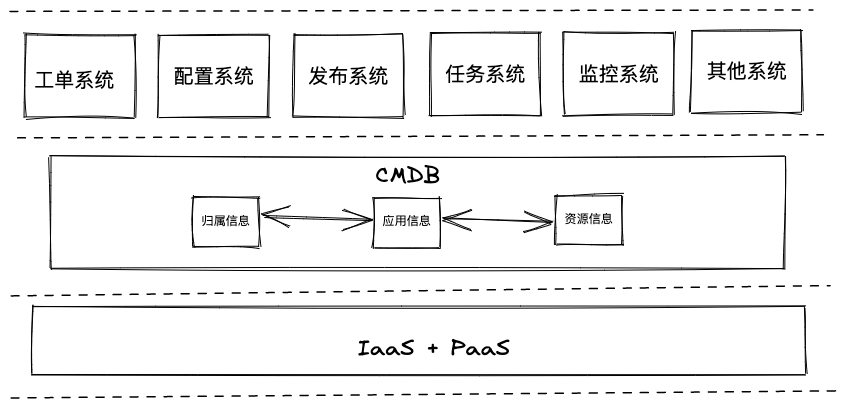 工单系统
配置系统
发布系统
任务系统
监控系统
其他系统
CMDB
归属信息
应用信息
资源信息
IaaS + PaaS